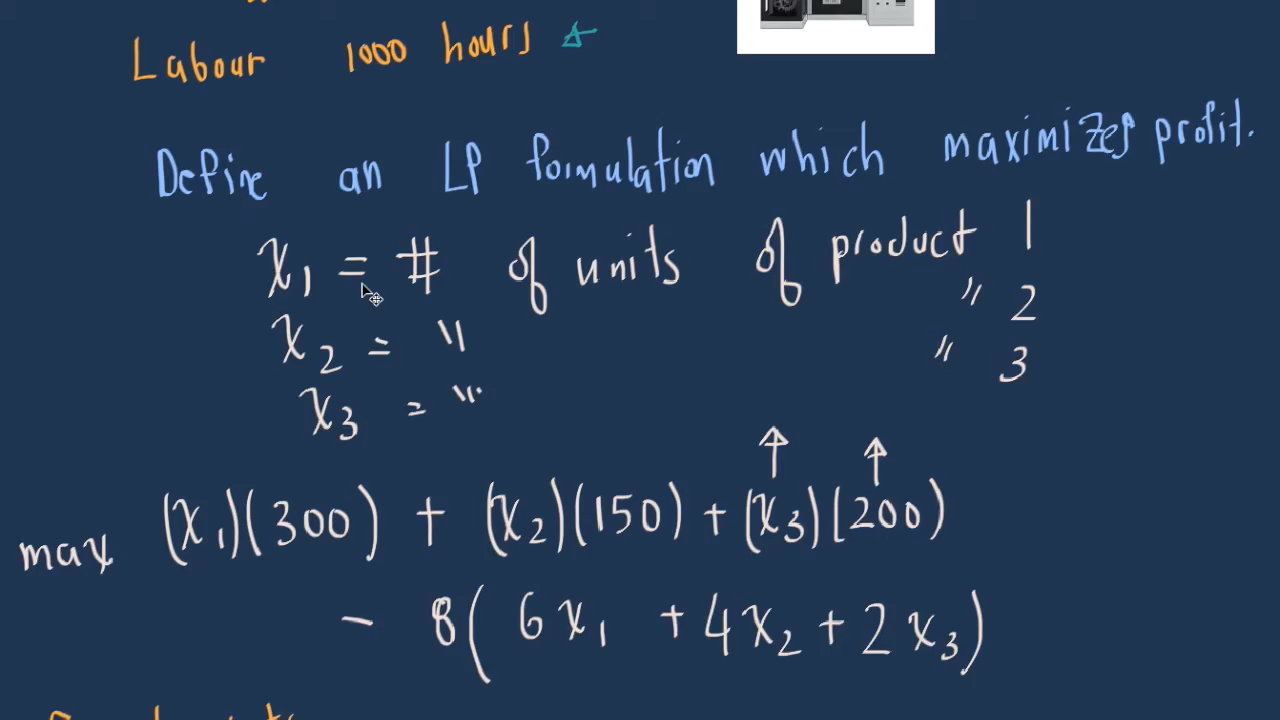 Labour 1000 hours
Define an LP formulation which maximizes profit.
x1 = # of units of product 1
x2 = " " 2
x3 = " " 3
max (x1)(300) + (x2)(150) + (x3)(200)
- 8(6x1 + 4x2 + 2x3)